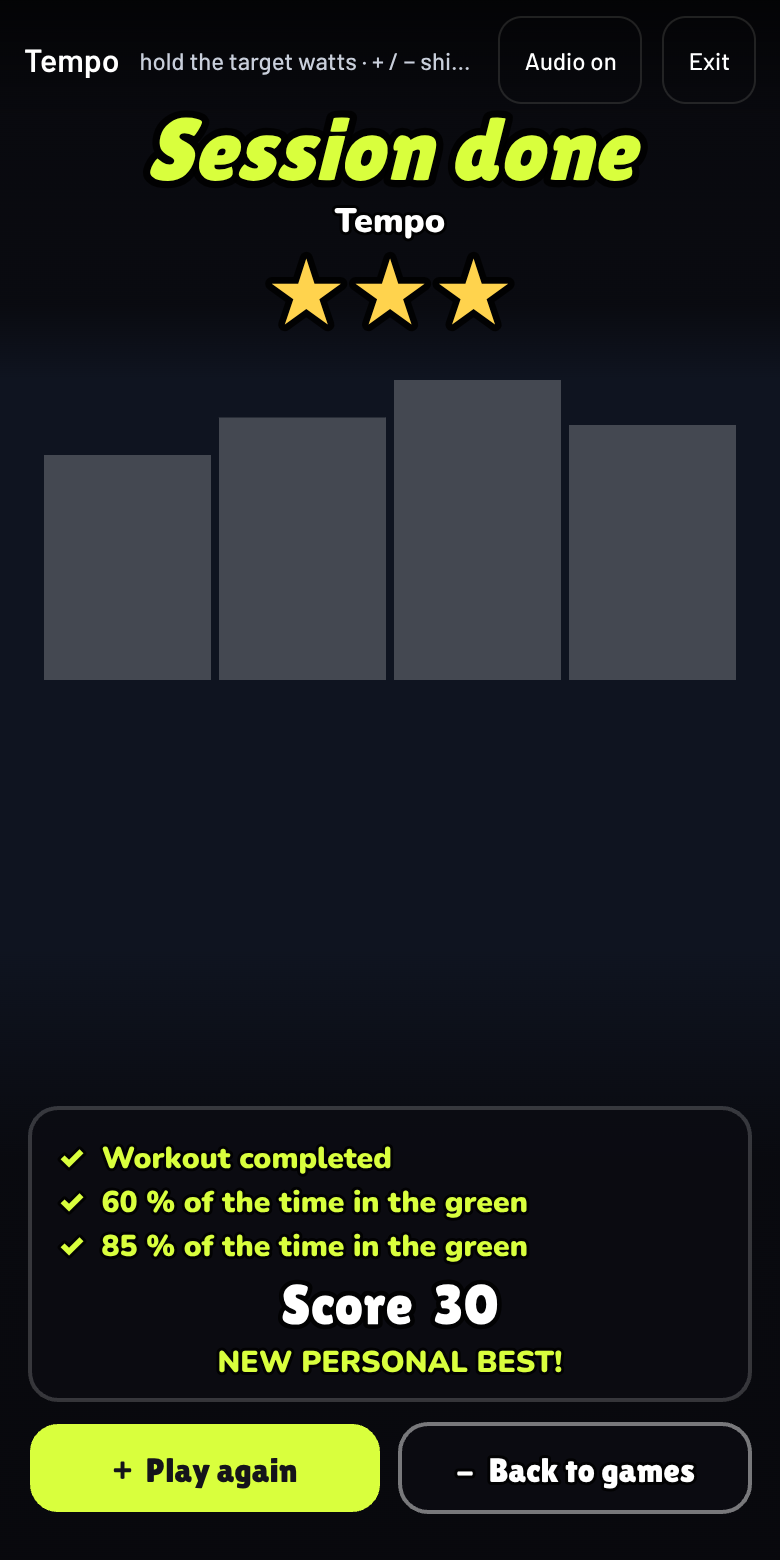 Tempo hold the target watts · + / – shi...
Audio on
Exit
Session done
Tempo
Workout completed
60 % of the time in the green
85 % of the time in the green
Score 30
NEW PERSONAL BEST!
+ Play again
– Back to games